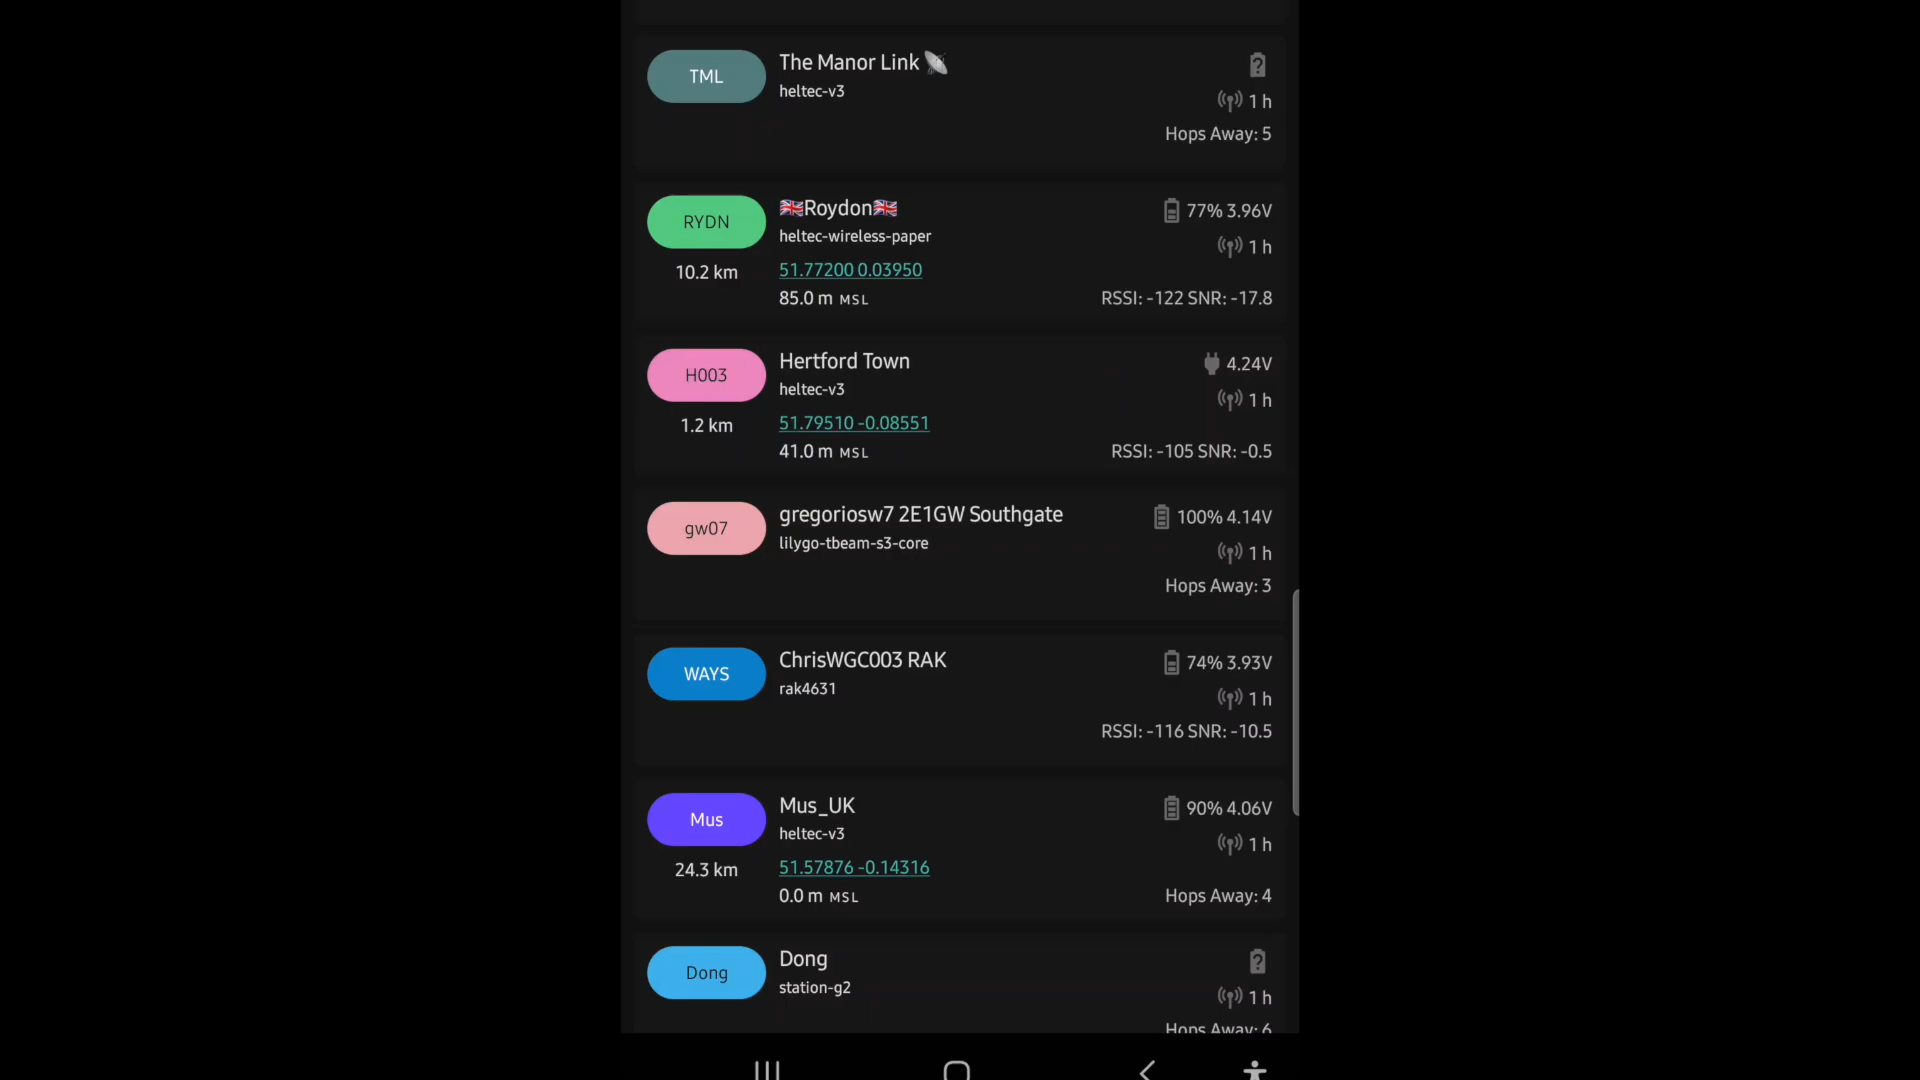 TML
The Manor Link
heltec-v3
?
1 h
Hops Away: 5
RYDN
Roydon
heltec-wireless-paper
77% 3.96V
1 h
10.2 km
51.77200 0.03950
85.0 m MSL
RSSI: -122 SNR: -17.8
H003
Hertford Town
heltec-v3
4.24V
1 h
1.2 km
51.79510 -0.08551
41.0 m MSL
RSSI: -105 SNR: -0.5
gw07
gregoriosw7 2E1GW Southgate
lilygo-tbeam-s3-core
100% 4.14V
1 h
Hops Away: 3
WAYS
ChrisWGC003 RAK
rak4631
74% 3.93V
1 h
RSSI: -116 SNR: -10.5
Mus
Mus_UK
heltec-v3
90% 4.06V
1 h
24.3 km
51.57876 -0.14316
0.0 m MSL
Hops Away: 4
Dong
Dong
station-g2
?
1 h
Hops Away: 6